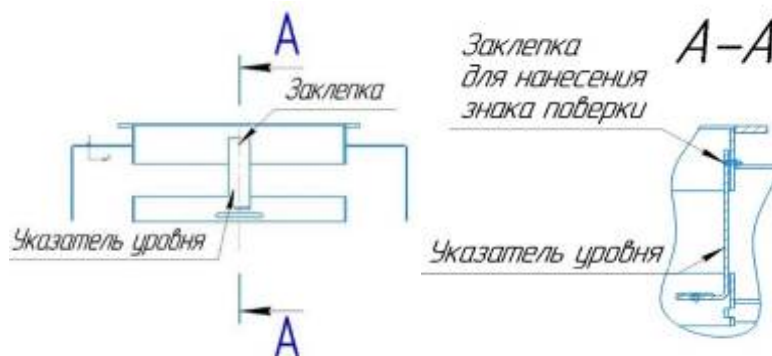 А
Заклепка
Указатель уровня
А
Заклепка
для нанесения
знака поверки
А-А
Указатель уровня